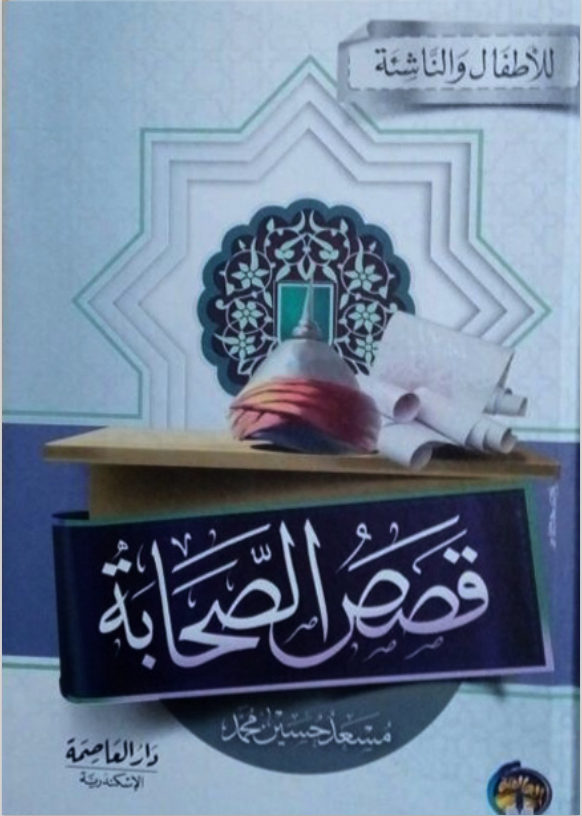 للأطفال والناشئة
قصص الصحابة
مسعد حسين محمد
دار العاصمة
الإسكندرية